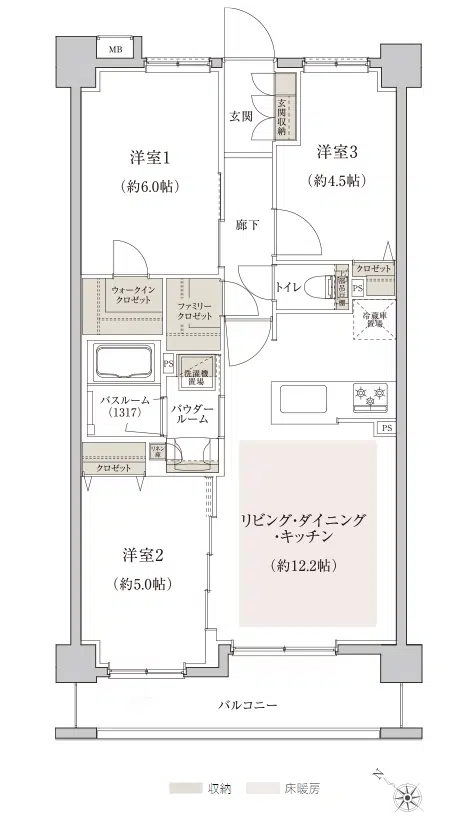 MB
玄関
玄関
収納
洋室1
(約6.0帖)
洋室3
(約4.5帖)
廊下
トイレ
上部吊戸棚
クロゼット
PS
冷蔵庫
置場
ウォークイン
クロゼット
ファミリー
クロゼット
PS
洗濯機
置場
バスルーム
(1317)
パウダー
ルーム
PS
クロゼット
リネン
庫
リビング・ダイニング
・キッチン
(約12.2帖)
洋室2
(約5.0帖)
バルコニー
収納
床暖房
N